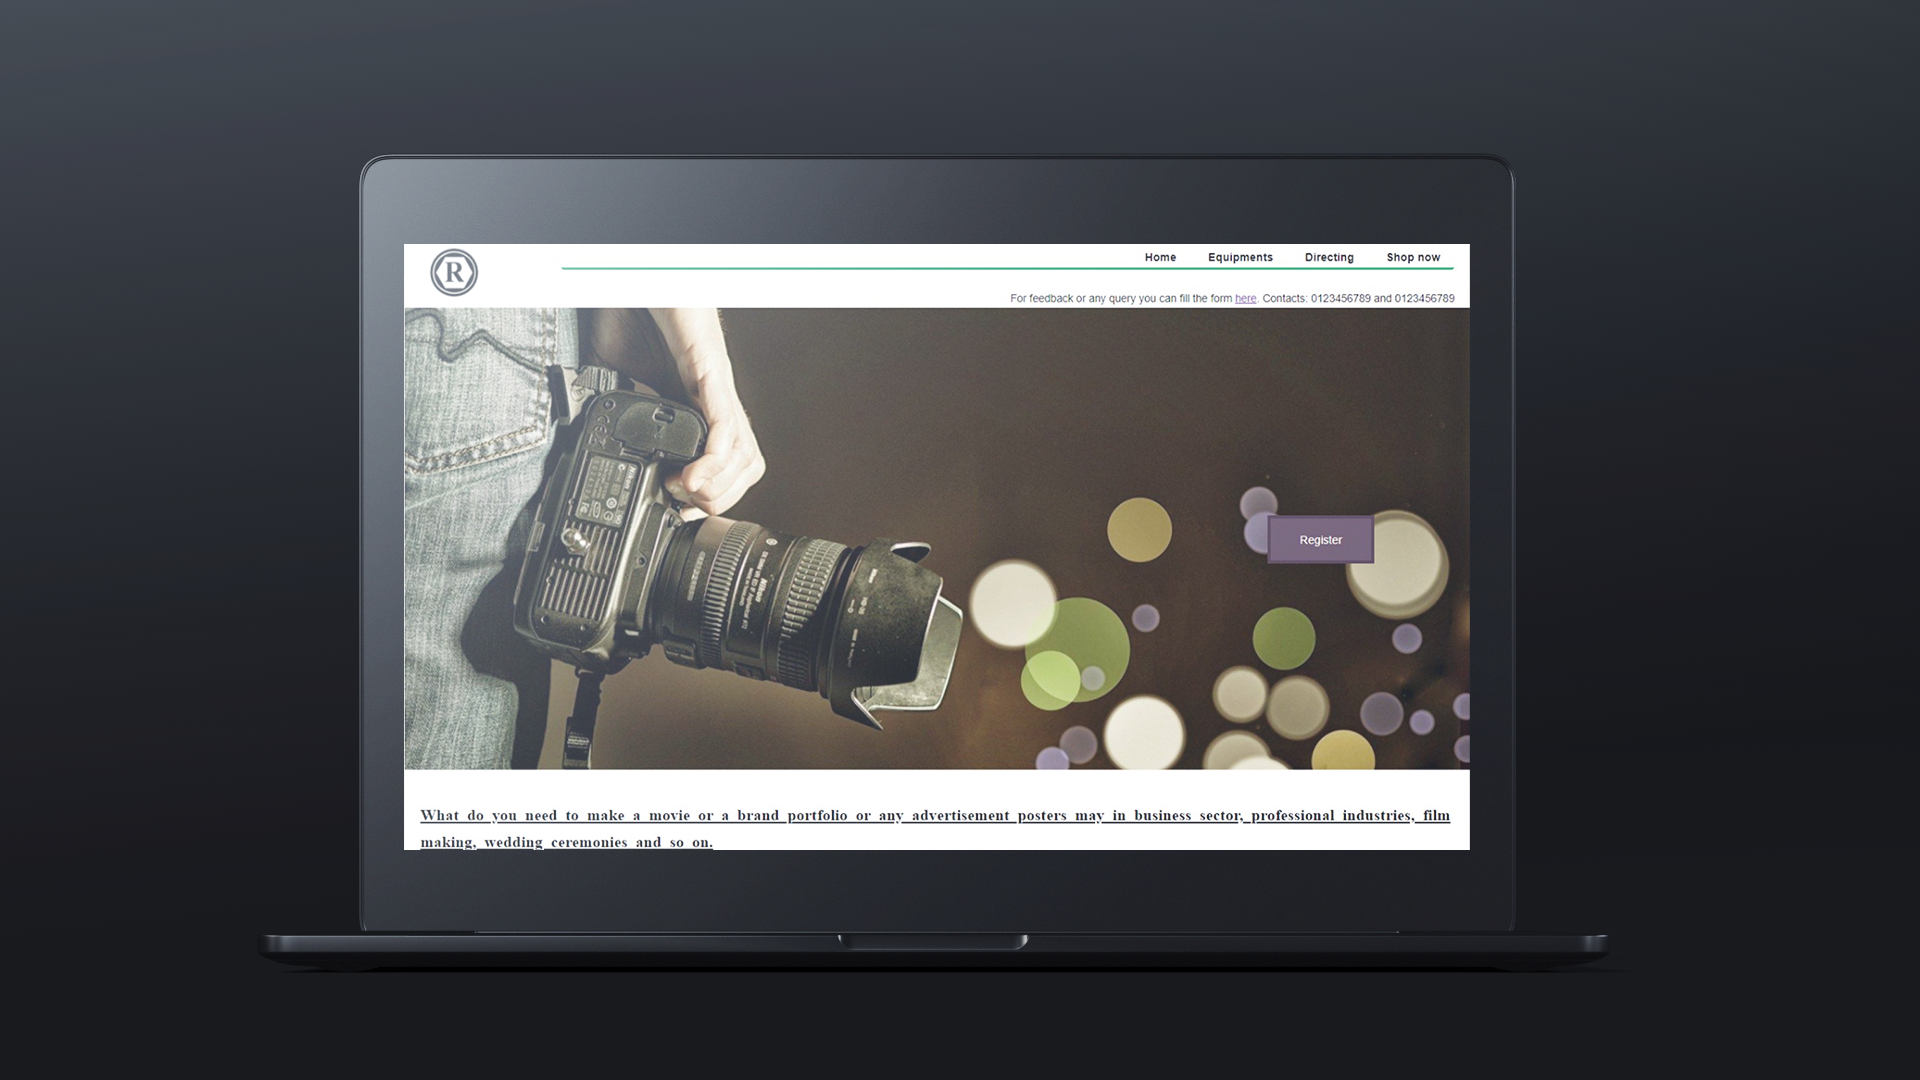 R
Home Equipments Directing Shop now
For feedback or any query you can fill the form here. Contacts: 0123456789 and 0123456789
Register
Nikon
Nikon
What do you need to make a movie or a brand portfolio or any advertisement posters may in business sector, professional industries, film
making, wedding ceremonies and so on.